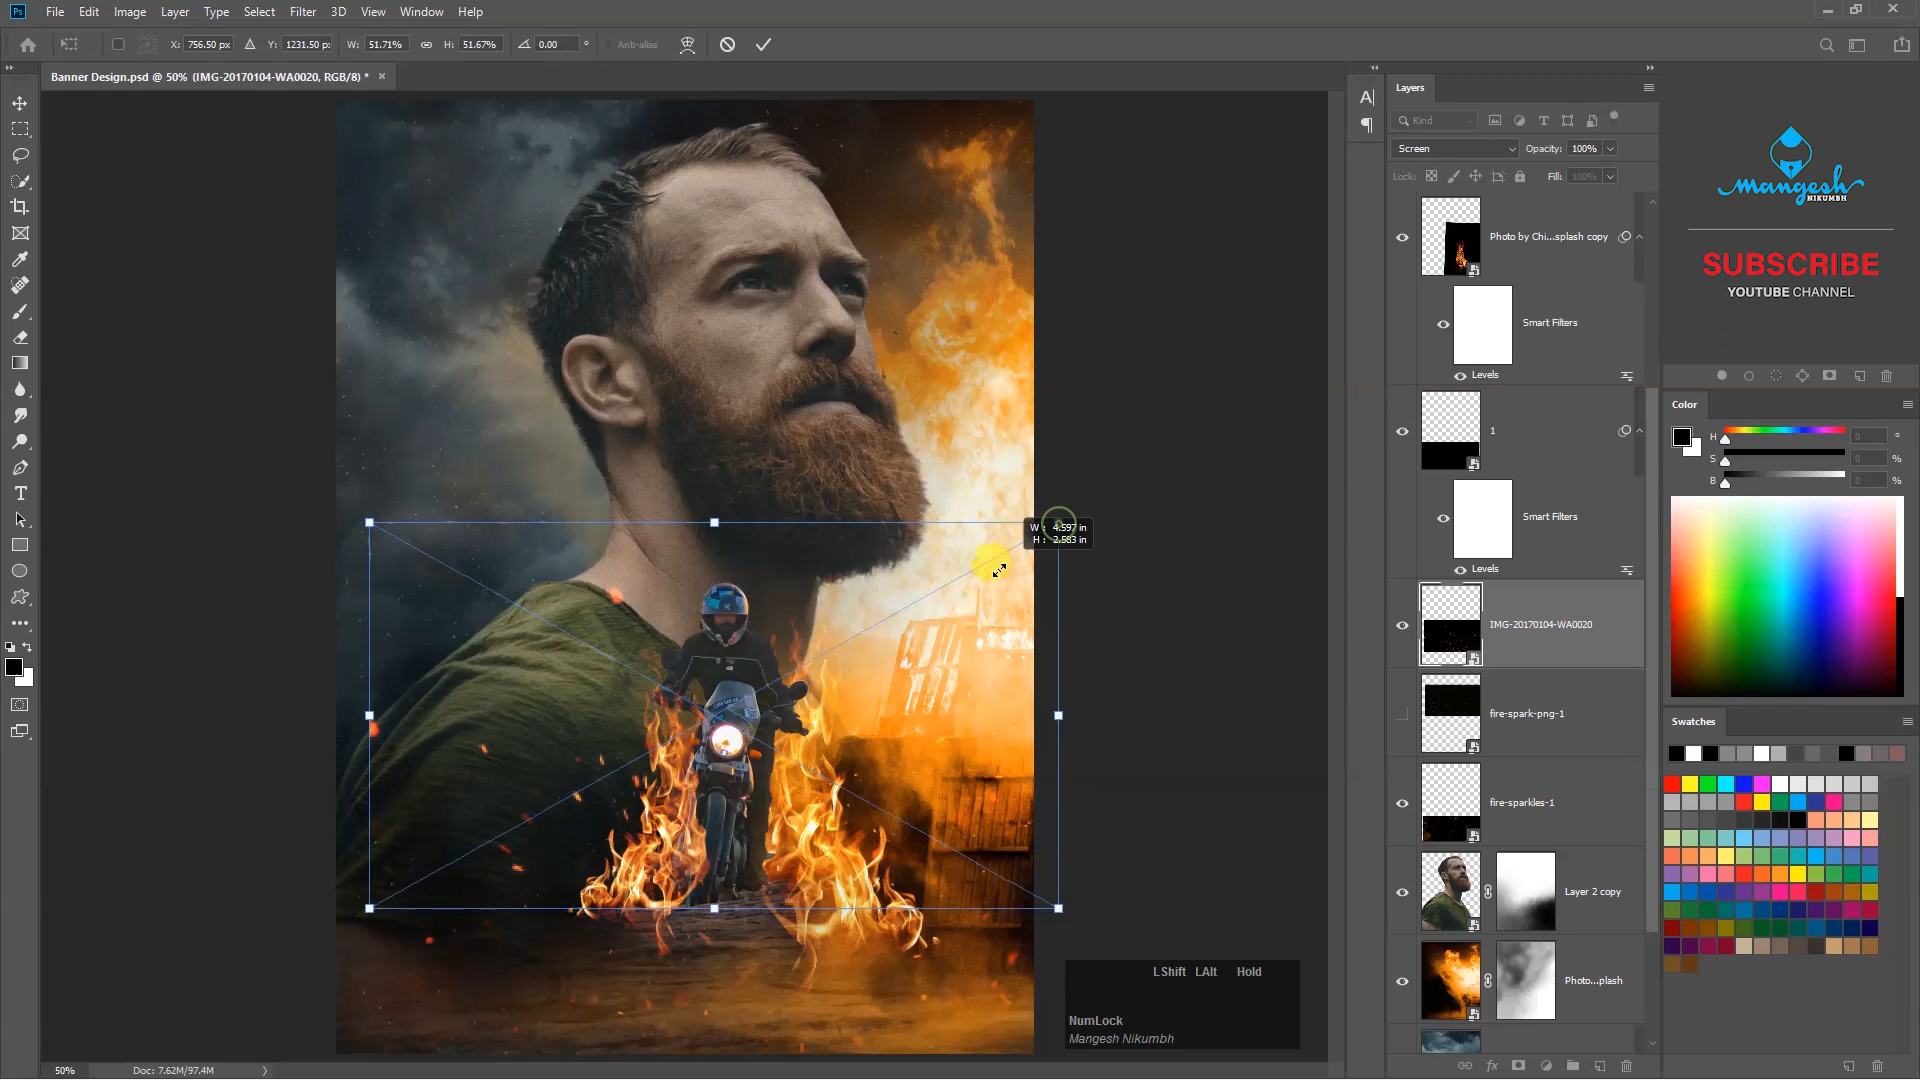 Ps File Edit Image Layer Type Select Filter 3D View Window Help
X: 756.50 px Y: 1231.50 p: W: 51.71% H: 51.67% 0.00 ° Anti-alias
Banner Design.psd @ 50% (IMG-20170104-WA0020, RGB/8) * ×
Layers
Kind
Screen Opacity: 100%
Lock: Fill: 100%
Photo by Chi...splash copy
Smart Filters
Levels
1
Smart Filters
Levels
IMG-20170104-WA0020
fire-spark-png-1
fire-sparkles-1
Layer 2 copy
Photo...plash
Mangesh
NIKUMBH
SUBSCRIBE
YOUTUBE CHANNEL
Color
H 0 °
S 0 %
B 0 %
Swatches
W : 4.597 in
H : 2.583 in
LShift LAlt Hold
NumLock
Mangesh Nikumbh
50% Doc: 7.62M/97.4M